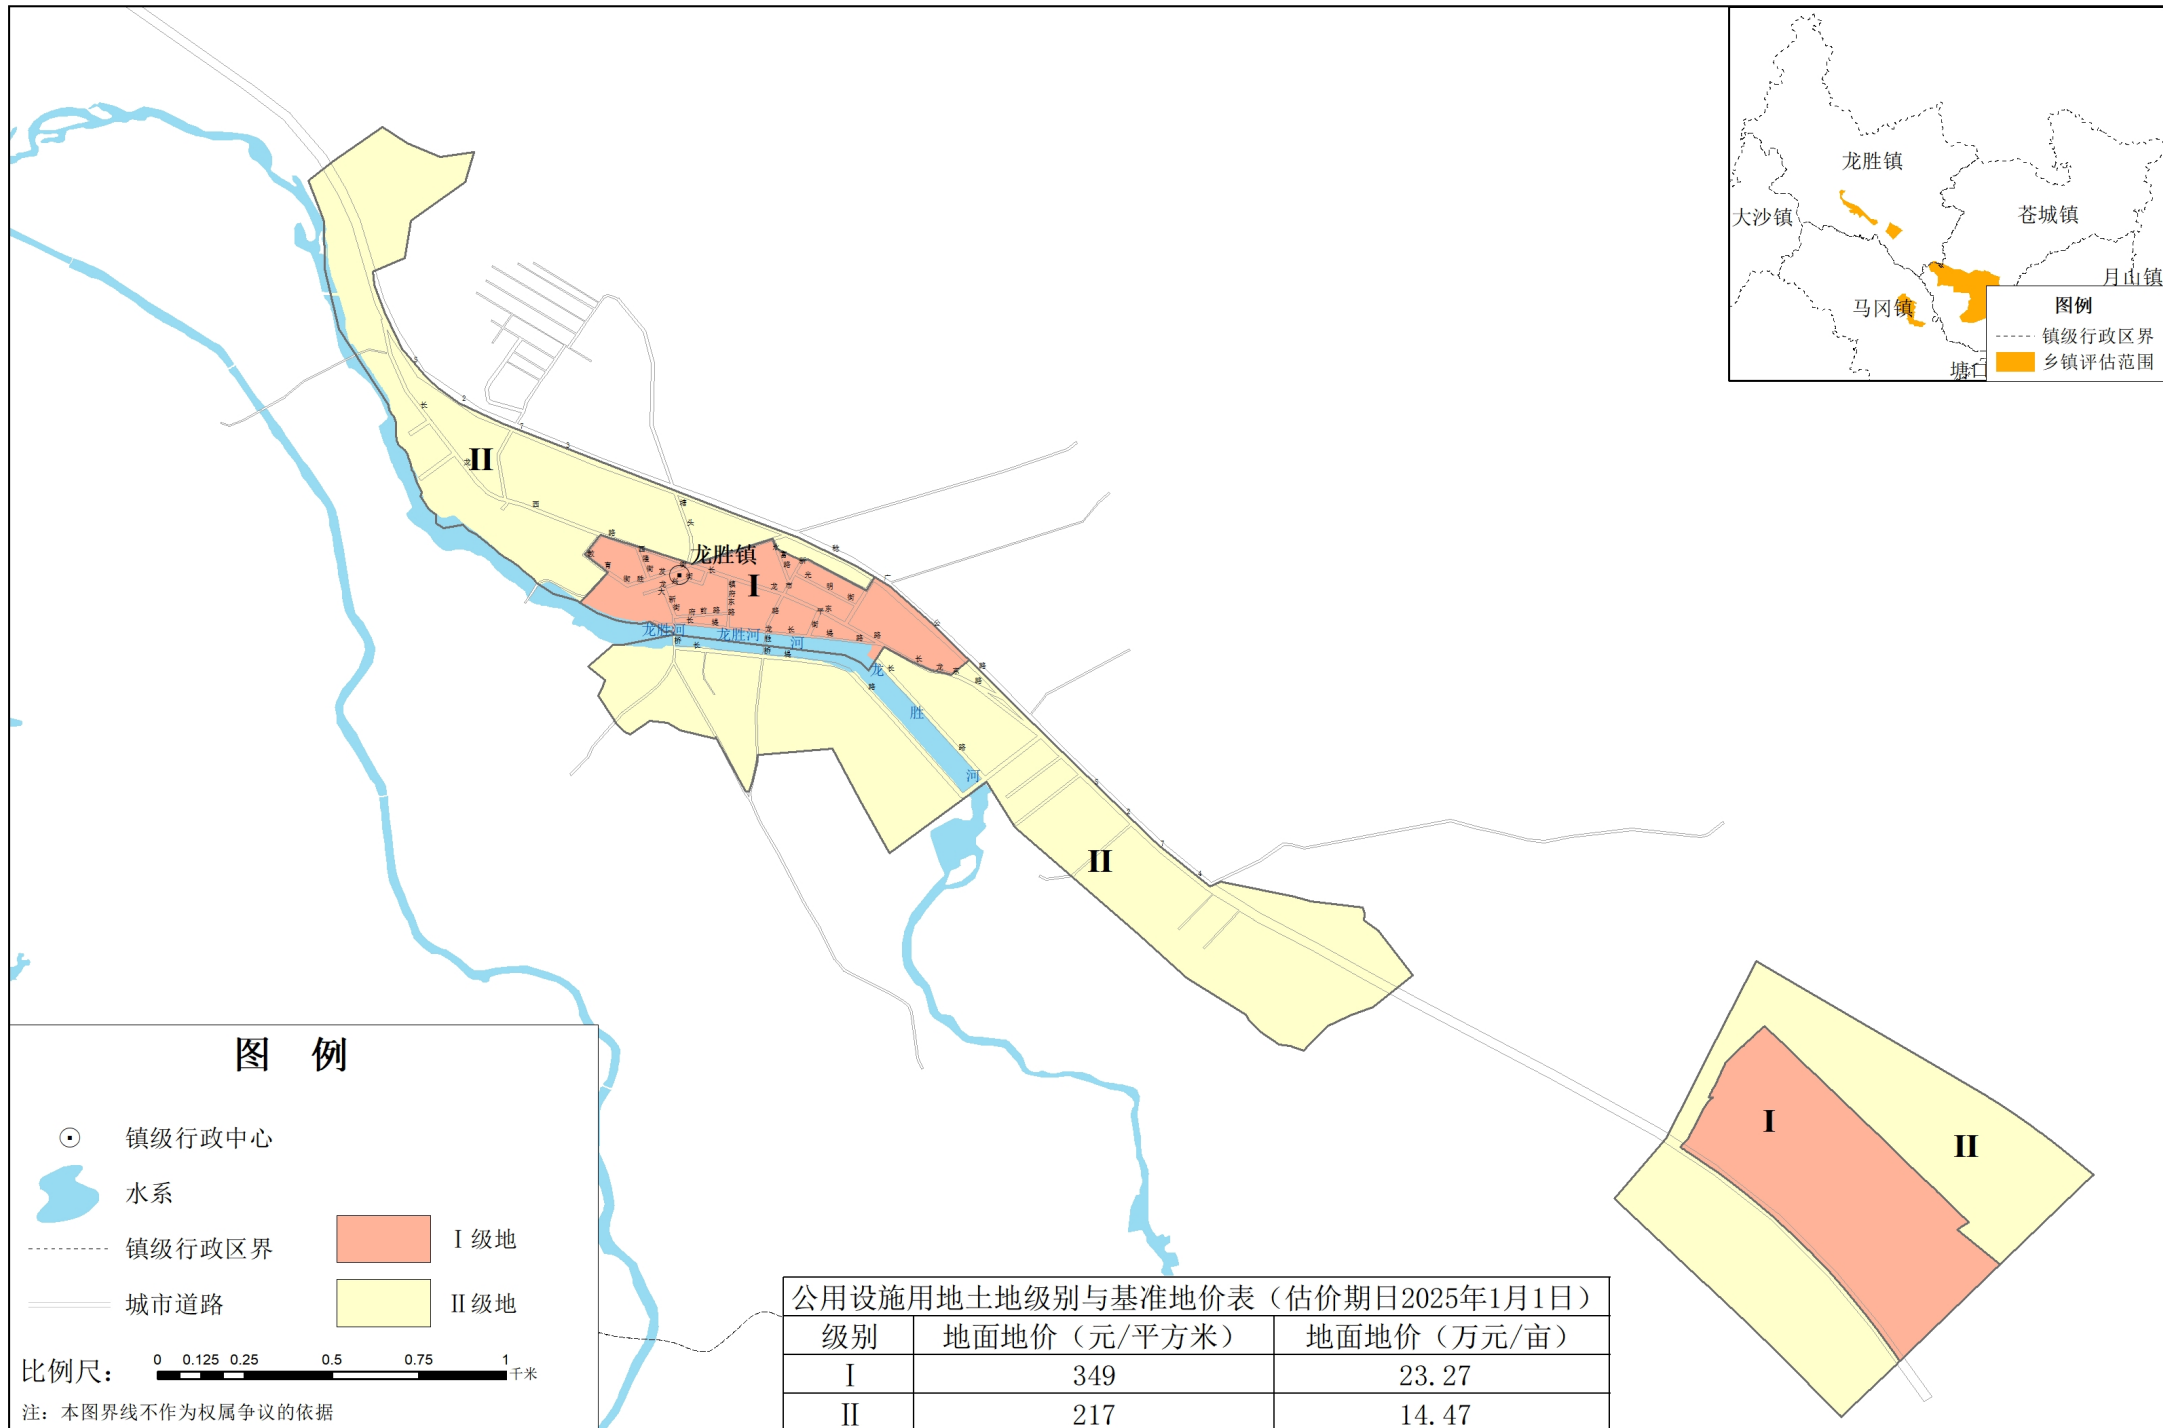 龙胜镇
大沙镇
苍城镇
月山镇
马冈镇
塘口
图例
镇级行政区界
乡镇评估范围
II
龙胜镇
I
龙胜河
龙胜河
河
龙
胜
河
II
I
II
图 例
镇级行政中心
水系
镇级行政区界
城市道路
I级地
II级地
比例尺：
0 0.125 0.25 0.5 0.75 1
千米
注：本图界线不作为权属争议的依据
公用设施用地土地级别与基准地价表（估价期日2025年1月1日）
级别 地面地价（元/平方米） 地面地价（万元/亩）
I 349 23.27
II 217 14.47